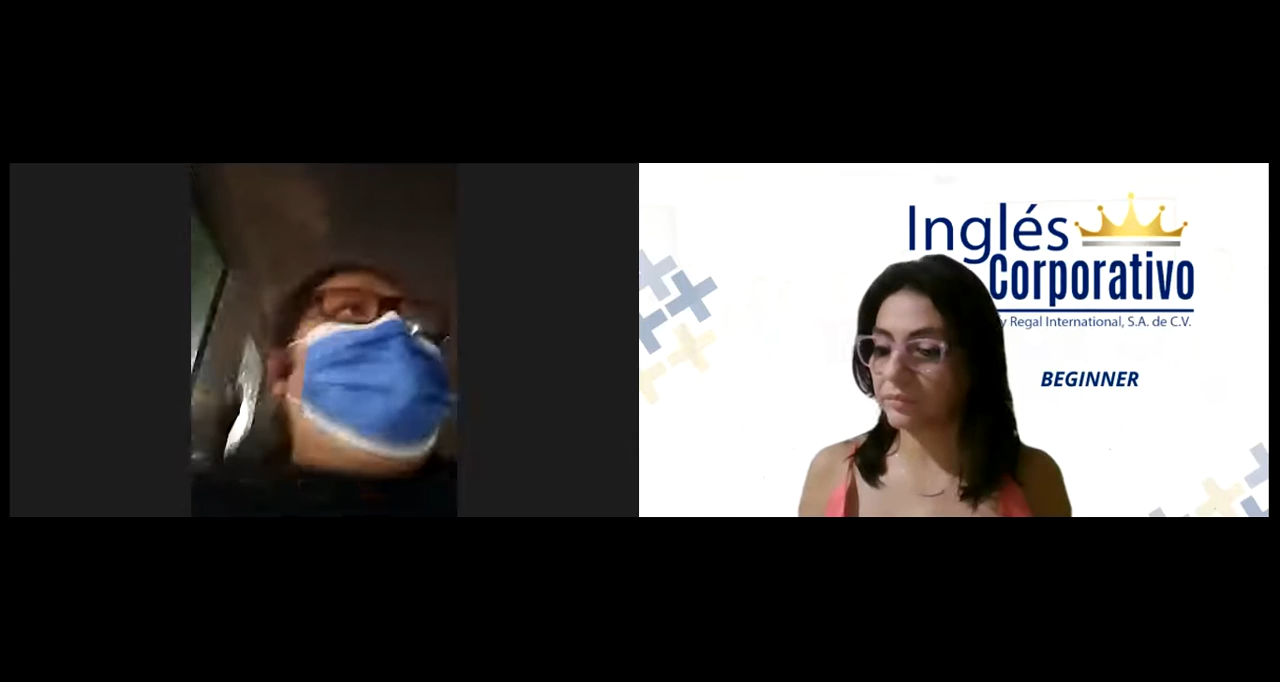 Inglés
Corporativo
y Regal International, S.A. de C.V.
BEGINNER